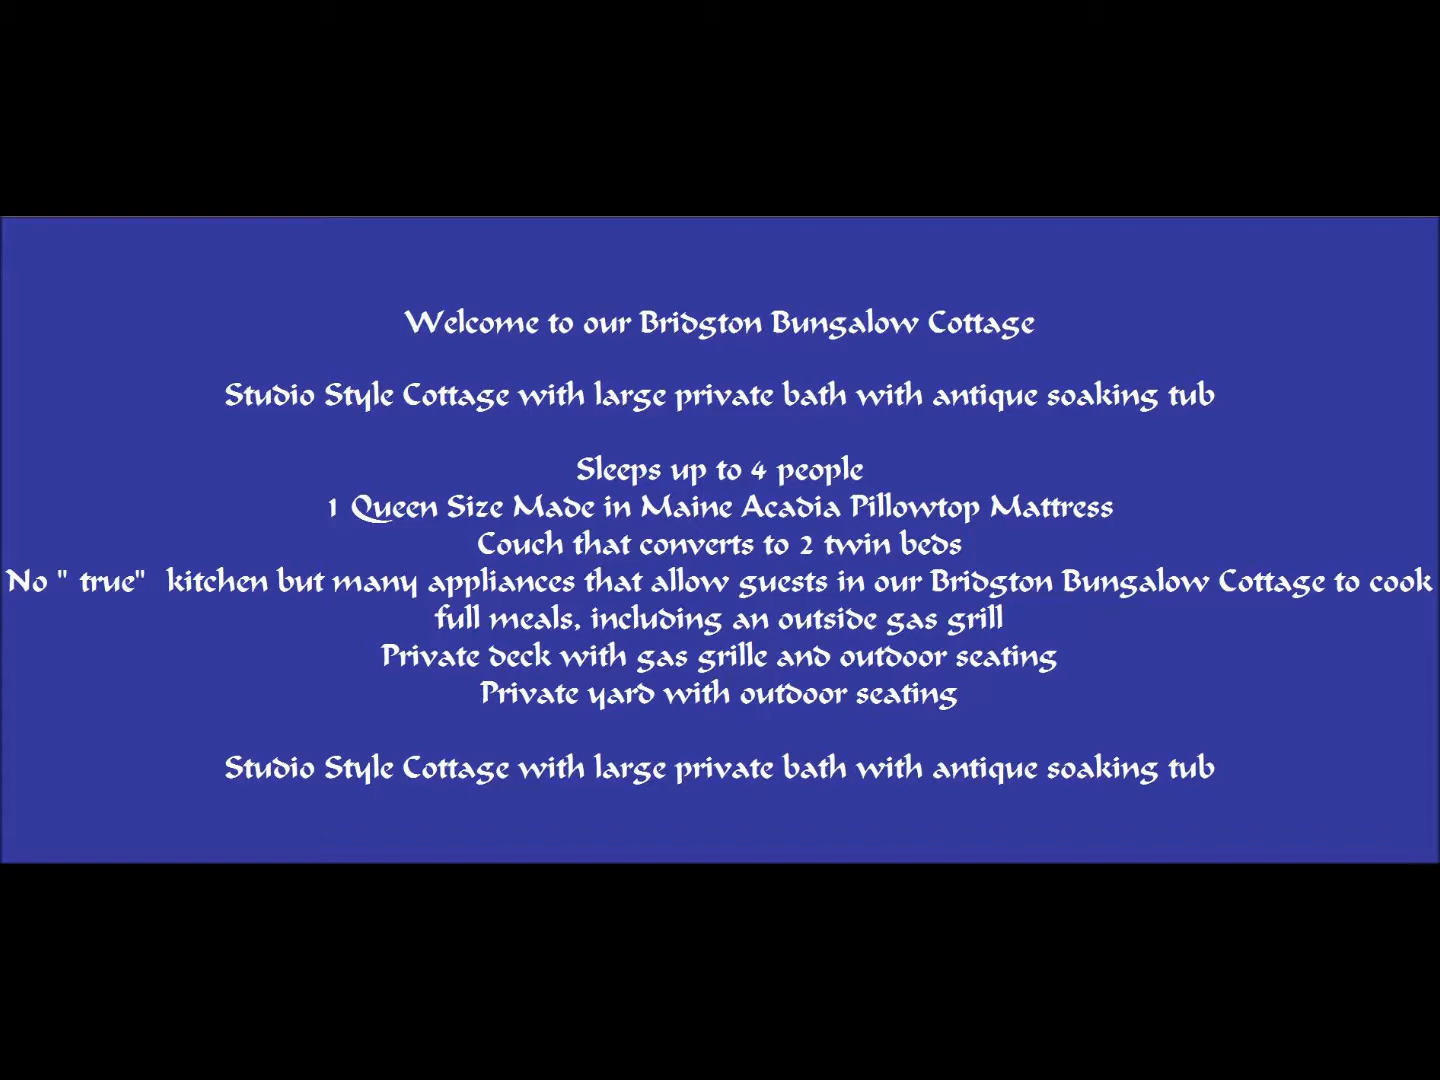 Welcome to our Bridgton Bungalow Cottage
Studio Style Cottage with large private bath with antique soaking tub
Sleeps up to 4 people
1 Queen Size Made in Maine Acadia Pillowtop Mattress
Couch that converts to 2 twin beds
No " true"  kitchen but many appliances that allow guests in our Bridgton Bungalow Cottage to cook
full meals, including an outside gas grill
Private deck with gas grille and outdoor seating
Private yard with outdoor seating
Studio Style Cottage with large private bath with antique soaking tub